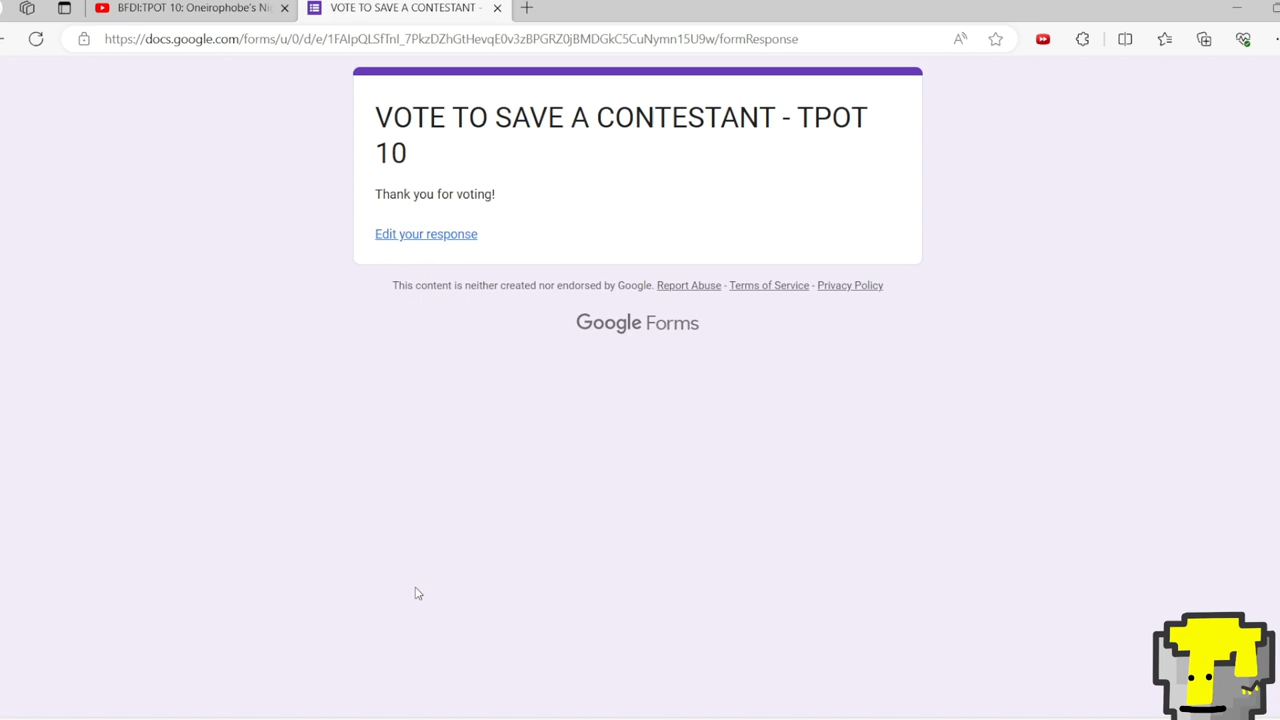 BFDI:TPOT 10: Oneirophobe's Ni
VOTE TO SAVE A CONTESTANT -
https://docs.google.com/forms/u/0/d/e/1FAIpQLSfTnI_7PkzDZhGtHevqE0v3zBPGRZ0jBMDGkC5CuNymn15U9w/formResponse
VOTE TO SAVE A CONTESTANT - TPOT
10
Thank you for voting!
Edit your response
This content is neither created nor endorsed by Google. Report Abuse - Terms of Service - Privacy Policy
Google Forms